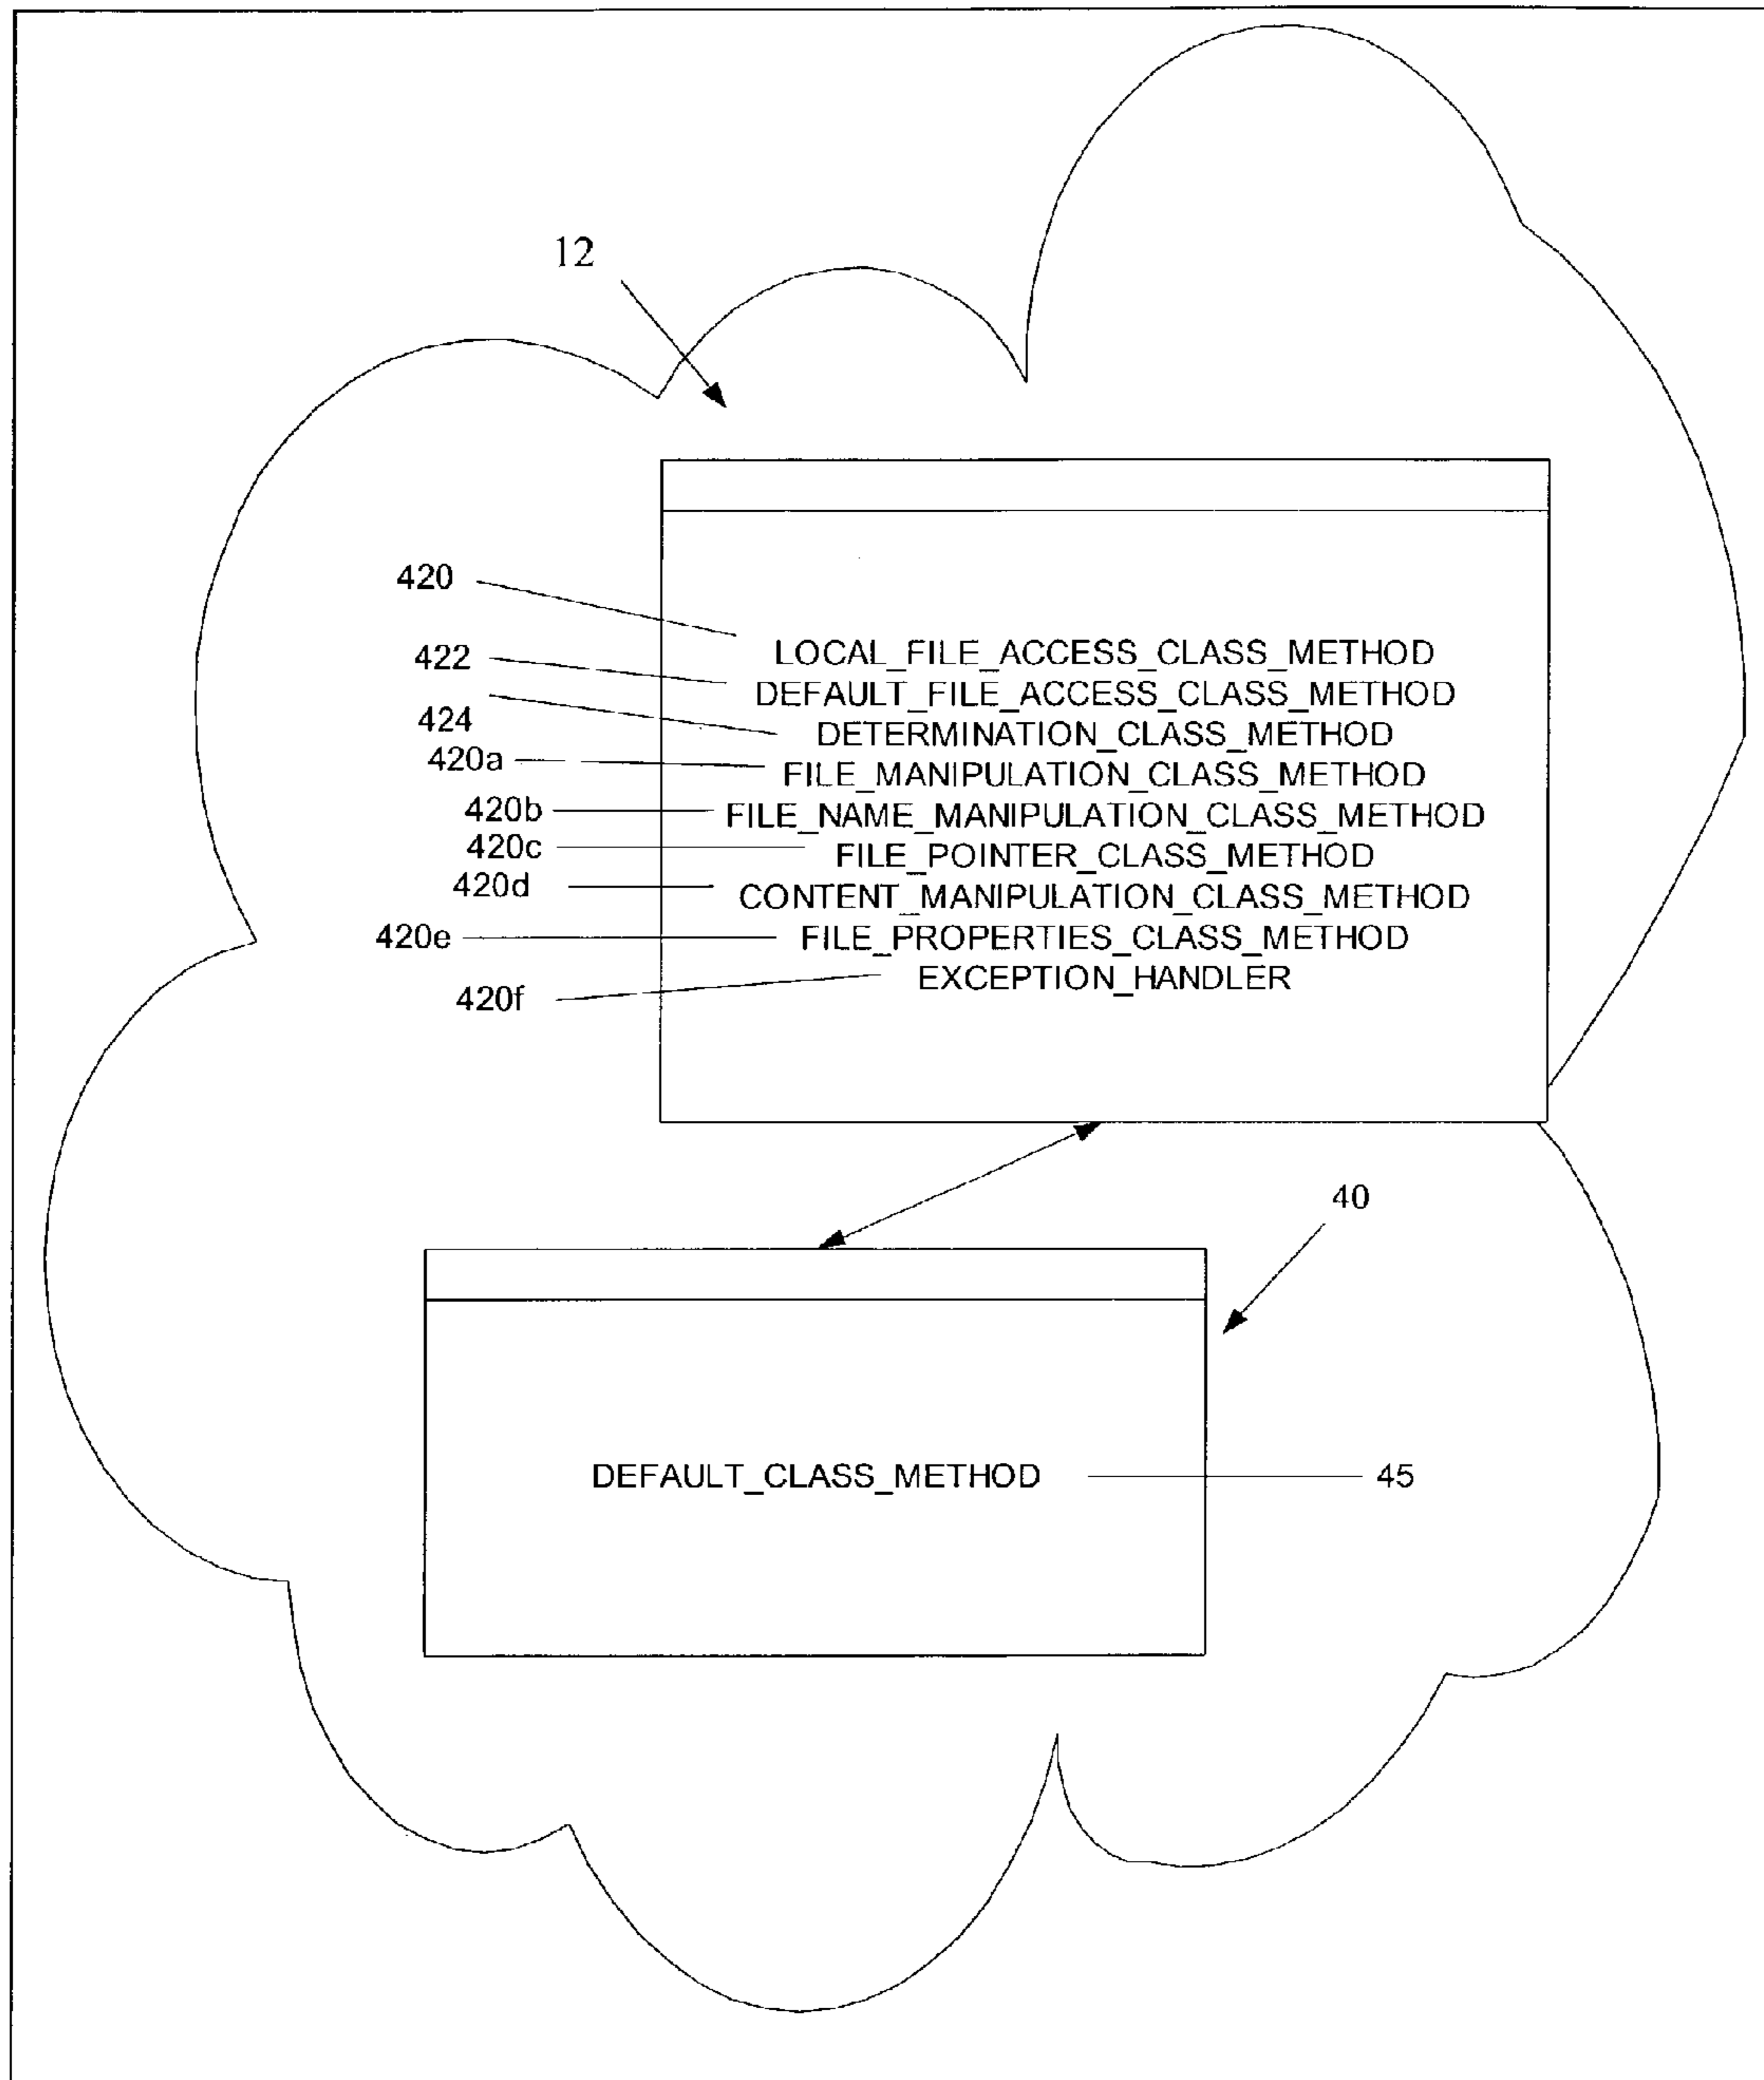 12
420 LOCAL_FILE_ACCESS_CLASS_METHOD
422 DEFAULT_FILE_ACCESS_CLASS_METHOD
424 DETERMINATION_CLASS_METHOD
420a FILE_MANIPULATION_CLASS_METHOD
420b FILE_NAME_MANIPULATION_CLASS_METHOD
420c FILE_POINTER_CLASS_METHOD
420d CONTENT_MANIPULATION_CLASS_METHOD
420e FILE_PROPERTIES_CLASS_METHOD
420f EXCEPTION_HANDLER
40
DEFAULT_CLASS_METHOD 45